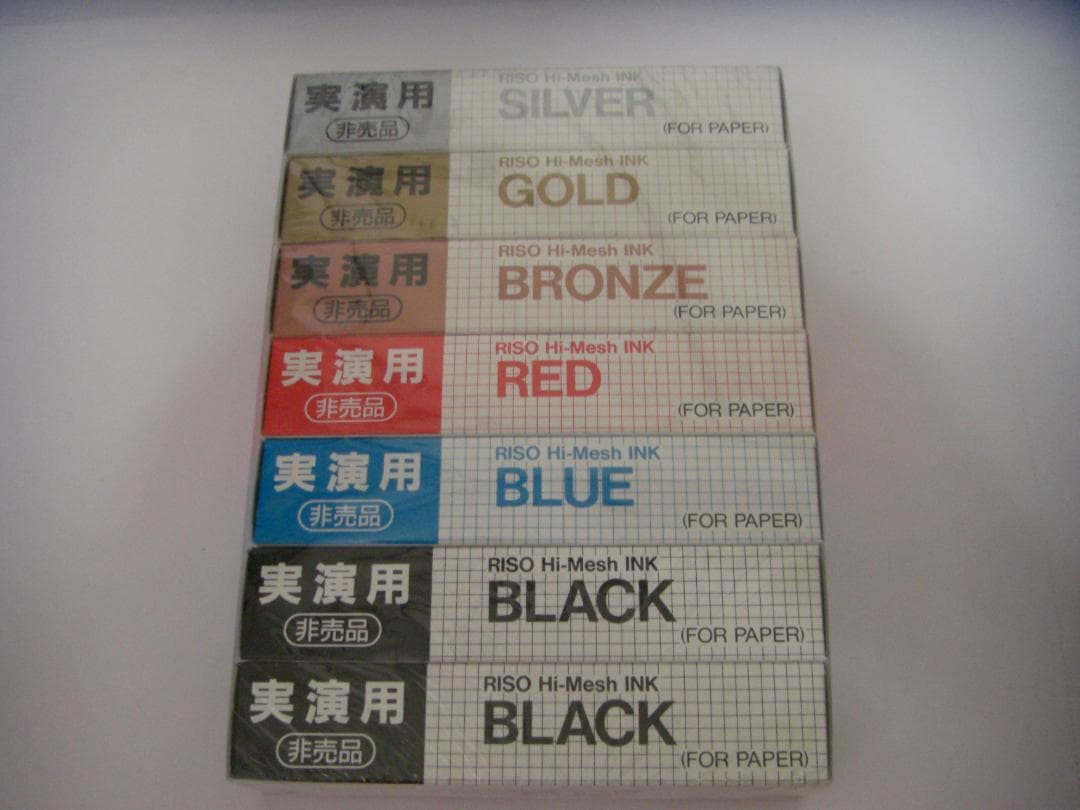 実演用
非売品
RISO Hi-Mesh INK
SILVER
(FOR PAPER)
実演用
非売品
RISO Hi-Mesh INK
GOLD
(FOR PAPER)
実演用
非売品
RISO Hi-Mesh INK
BRONZE
(FOR PAPER)
実演用
非売品
RISO Hi-Mesh INK
RED
(FOR PAPER)
実演用
非売品
RISO Hi-Mesh INK
BLUE
(FOR PAPER)
実演用
非売品
RISO Hi-Mesh INK
BLACK
(FOR PAPER)
実演用
非売品
RISO Hi-Mesh INK
BLACK
(FOR PAPER)